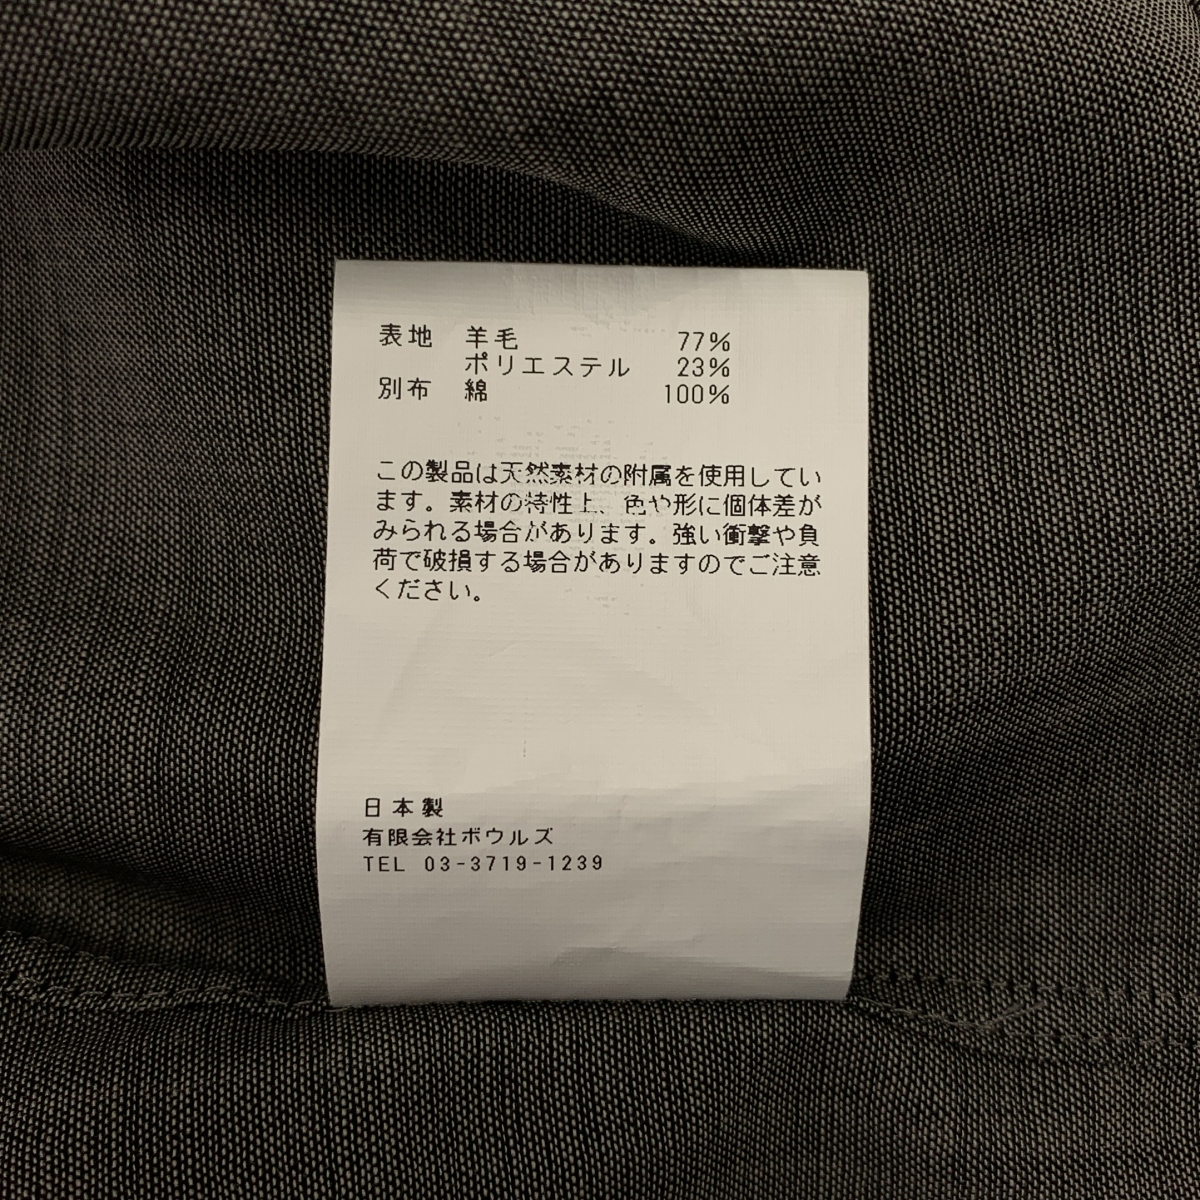 表地 羊毛 77%
ポリエステル 23%
別布 綿 100%
この製品は天然素材の附属を使用してい
ます。素材の特性上、色や形に個体差が
みられる場合があります。強い衝撃や負
荷で破損する場合がありますのでご注意
ください。
日本製
有限会社ボウルズ
TEL 03-3719-1239